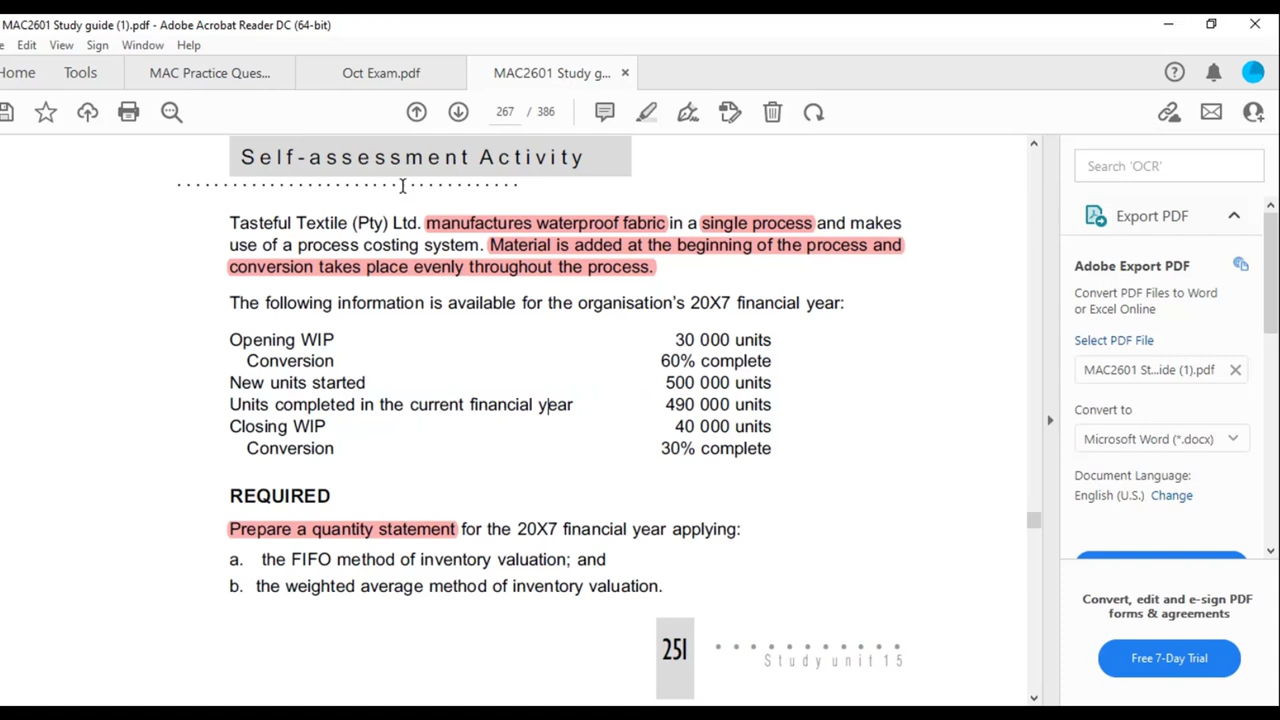 MAC2601 Study guide (1).pdf - Adobe Acrobat Reader DC (64-bit)
Edit View Sign Window Help
Home Tools MAC Practice Ques... Oct Exam.pdf MAC2601 Study g... ×
267 / 386
Self-assessment Activity
Tasteful Textile (Pty) Ltd. manufactures waterproof fabric in a single process and makes
use of a process costing system. Material is added at the beginning of the process and
conversion takes place evenly throughout the process.
The following information is available for the organisation's 20X7 financial year:
Opening WIP 30 000 units
Conversion 60% complete
New units started 500 000 units
Units completed in the current financial year 490 000 units
Closing WIP 40 000 units
Conversion 30% complete
REQUIRED
Prepare a quantity statement for the 20X7 financial year applying:
a. the FIFO method of inventory valuation; and
b. the weighted average method of inventory valuation.
251
Study unit 15
Search 'OCR'
Export PDF
Adobe Export PDF
Convert PDF Files to Word
or Excel Online
Select PDF File
MAC2601 St...ide (1).pdf
Convert to
Microsoft Word (*.docx)
Document Language:
English (U.S.) Change
Convert, edit and e-sign PDF
forms & agreements
Free 7-Day Trial